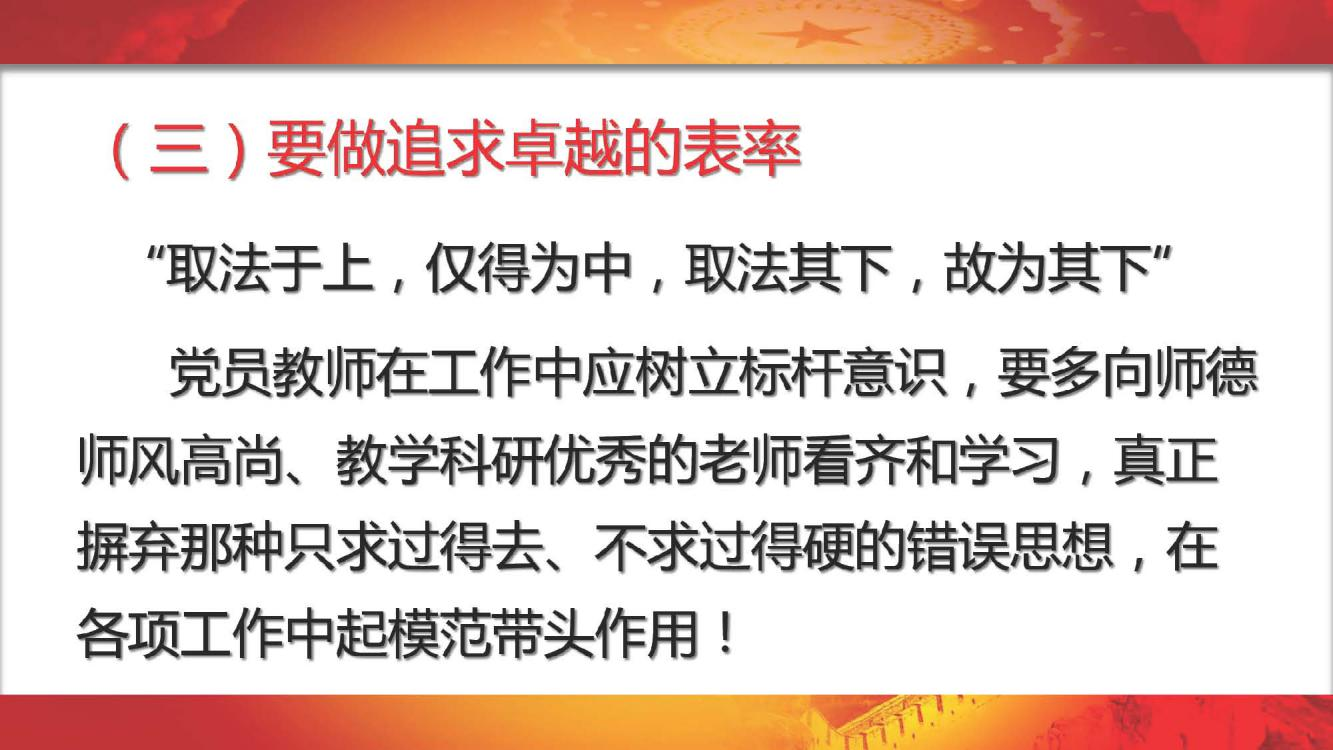 （三）要做追求卓越的表率
“取法于上，仅得为中，取法其下，故为其下”
党员教师在工作中应树立标杆意识，要多向师德
师风高尚、教学科研优秀的老师看齐和学习，真正
摒弃那种只求过得去、不求过得硬的错误思想，在
各项工作中起模范带头作用！